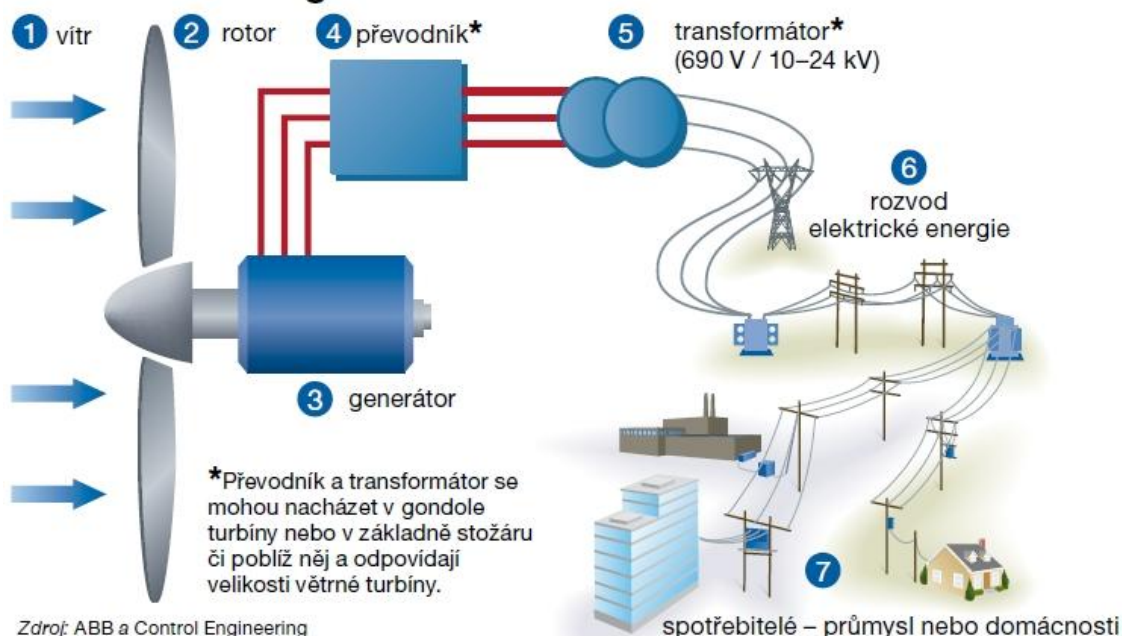 1 vítr
2 rotor
4 převodník*
5 transformátor*
(690 V / 10–24 kV)
6
rozvod
elektrické energie
3 generátor
*Převodník a transformátor se
mohou nacházet v gondole
turbíny nebo v základně stožáru
či poblíž něj a odpovídají
velikosti větrné turbíny.
7
spotřebitelé – průmysl nebo domácnosti
Zdroj: ABB a Control Engineering